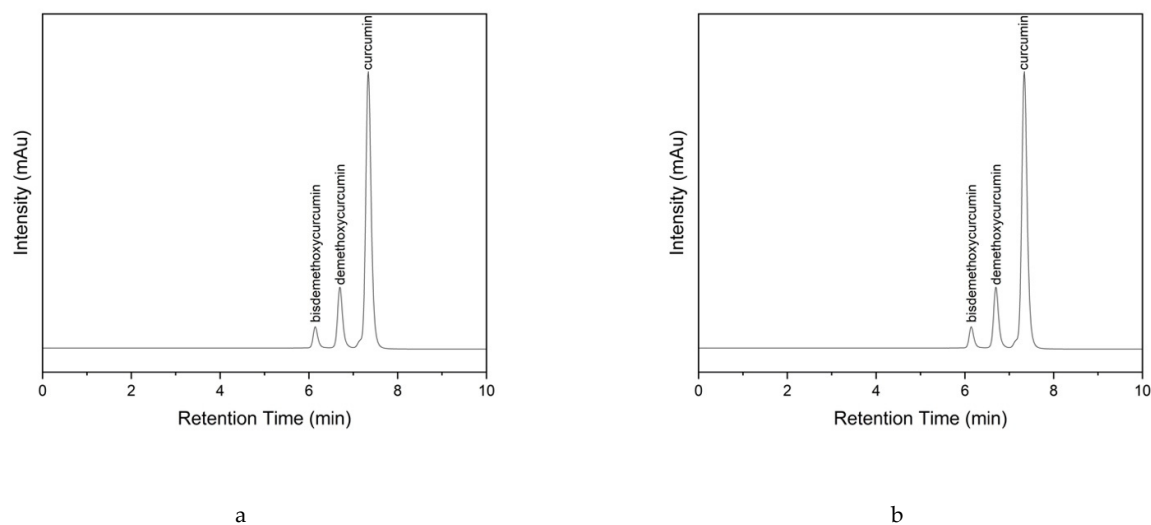 curcumin
demethoxycurcumin
bisdemethoxycurcumin
Intensity (mAu)
0 2 4 6 8 10
Retention Time (min)
a
curcumin
demethoxycurcumin
bisdemethoxycurcumin
Intensity (mAu)
0 2 4 6 8 10
Retention Time (min)
b